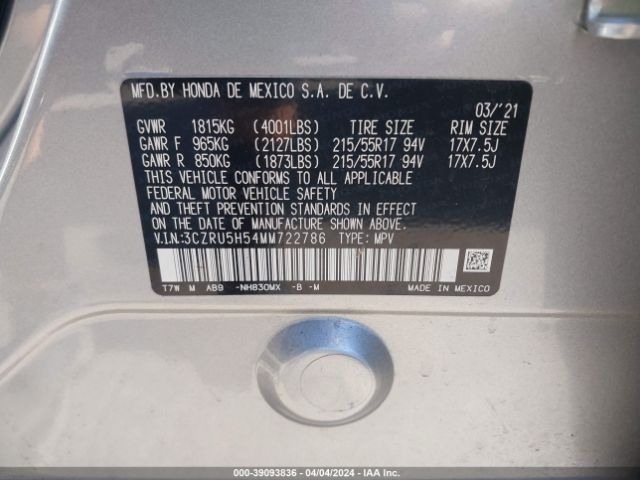 MFD.BY HONDA DE MEXICO S.A. DE C.V.
03/'21
GVWR 1815KG (4001LBS) TIRE SIZE RIM SIZE
GAWR F 965KG (2127LBS) 215/55R17 94V 17X7.5J
GAWR R 850KG (1873LBS) 215/55R17 94V 17X7.5J
THIS VEHICLE CONFORMS TO ALL APPLICABLE
FEDERAL MOTOR VEHICLE SAFETY
AND THEFT PREVENTION STANDARDS IN EFFECT
ON THE DATE OF MANUFACTURE SHOWN ABOVE.
V.I.N:3CZRU5H54MM722786 TYPE: MPV
T7W M AB9 -NH830MX -B -M MADE IN MEXICO
000-39093836 - 04/04/2024 - IAA Inc.